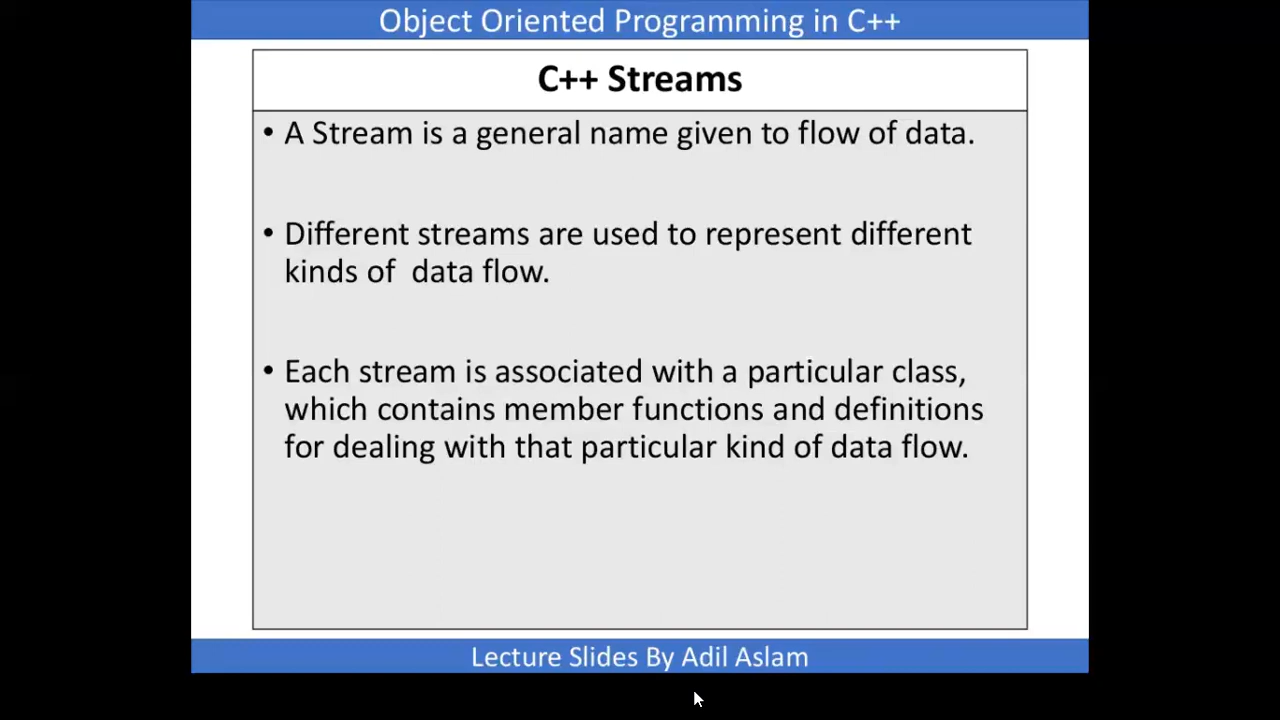 Object Oriented Programming in C++
C++ Streams
• A Stream is a general name given to flow of data.
• Different streams are used to represent different
kinds of  data flow.
• Each stream is associated with a particular class,
which contains member functions and definitions
for dealing with that particular kind of data flow.
Lecture Slides By Adil Aslam